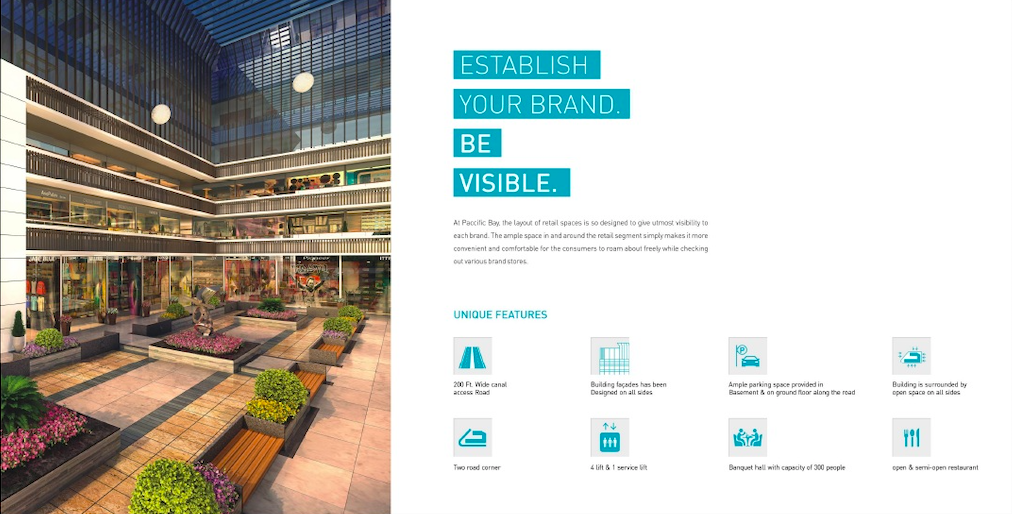 ESTABLISH
YOUR BRAND.
BE
VISIBLE.
At Paccific Bay, the layout of retail spaces is so designed to give utmost visibility to
each brand. The ample space in and around the retail segment simply makes it more
convenient and comfortable for the consumers to roam about freely while checking
out various brand stores.
UNIQUE FEATURES
200 Ft. Wide canal
access Road
Building façades has been
Designed on all sides
P
Ample parking space provided in
Basement & on ground floor along the road
Building is surrounded by
open space on all sides
Two road corner
4 lift & 1 service lift
Banquet hall with capacity of 300 people
open & semi-open restaurant
JANE BLUE
Pioneer